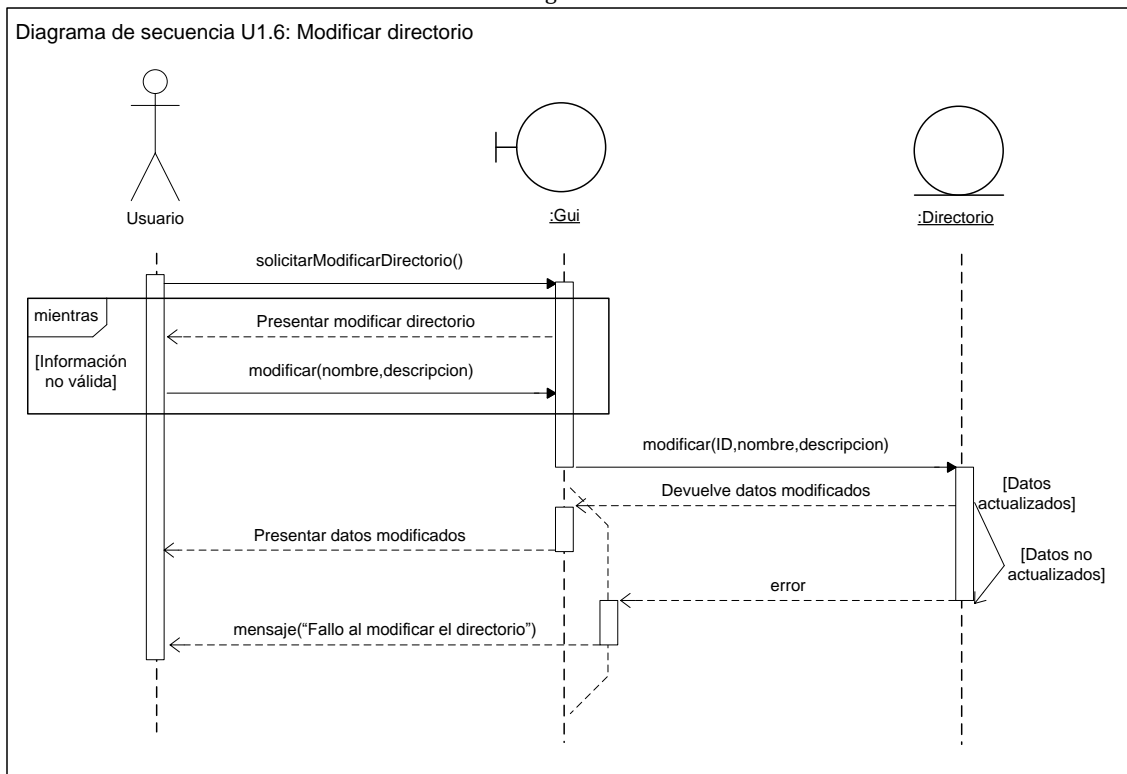 Diagrama de secuencia U1.6: Modificar directorio
Usuario
:Gui
:Directorio
solicitarModificarDirectorio()
mientras
Presentar modificar directorio
[Información
no válida]
modificar(nombre,descripcion)
modificar(ID,nombre,descripcion)
Devuelve datos modificados
[Datos
actualizados]
Presentar datos modificados
[Datos no
actualizados]
error
mensaje(“Fallo al modificar el directorio”)